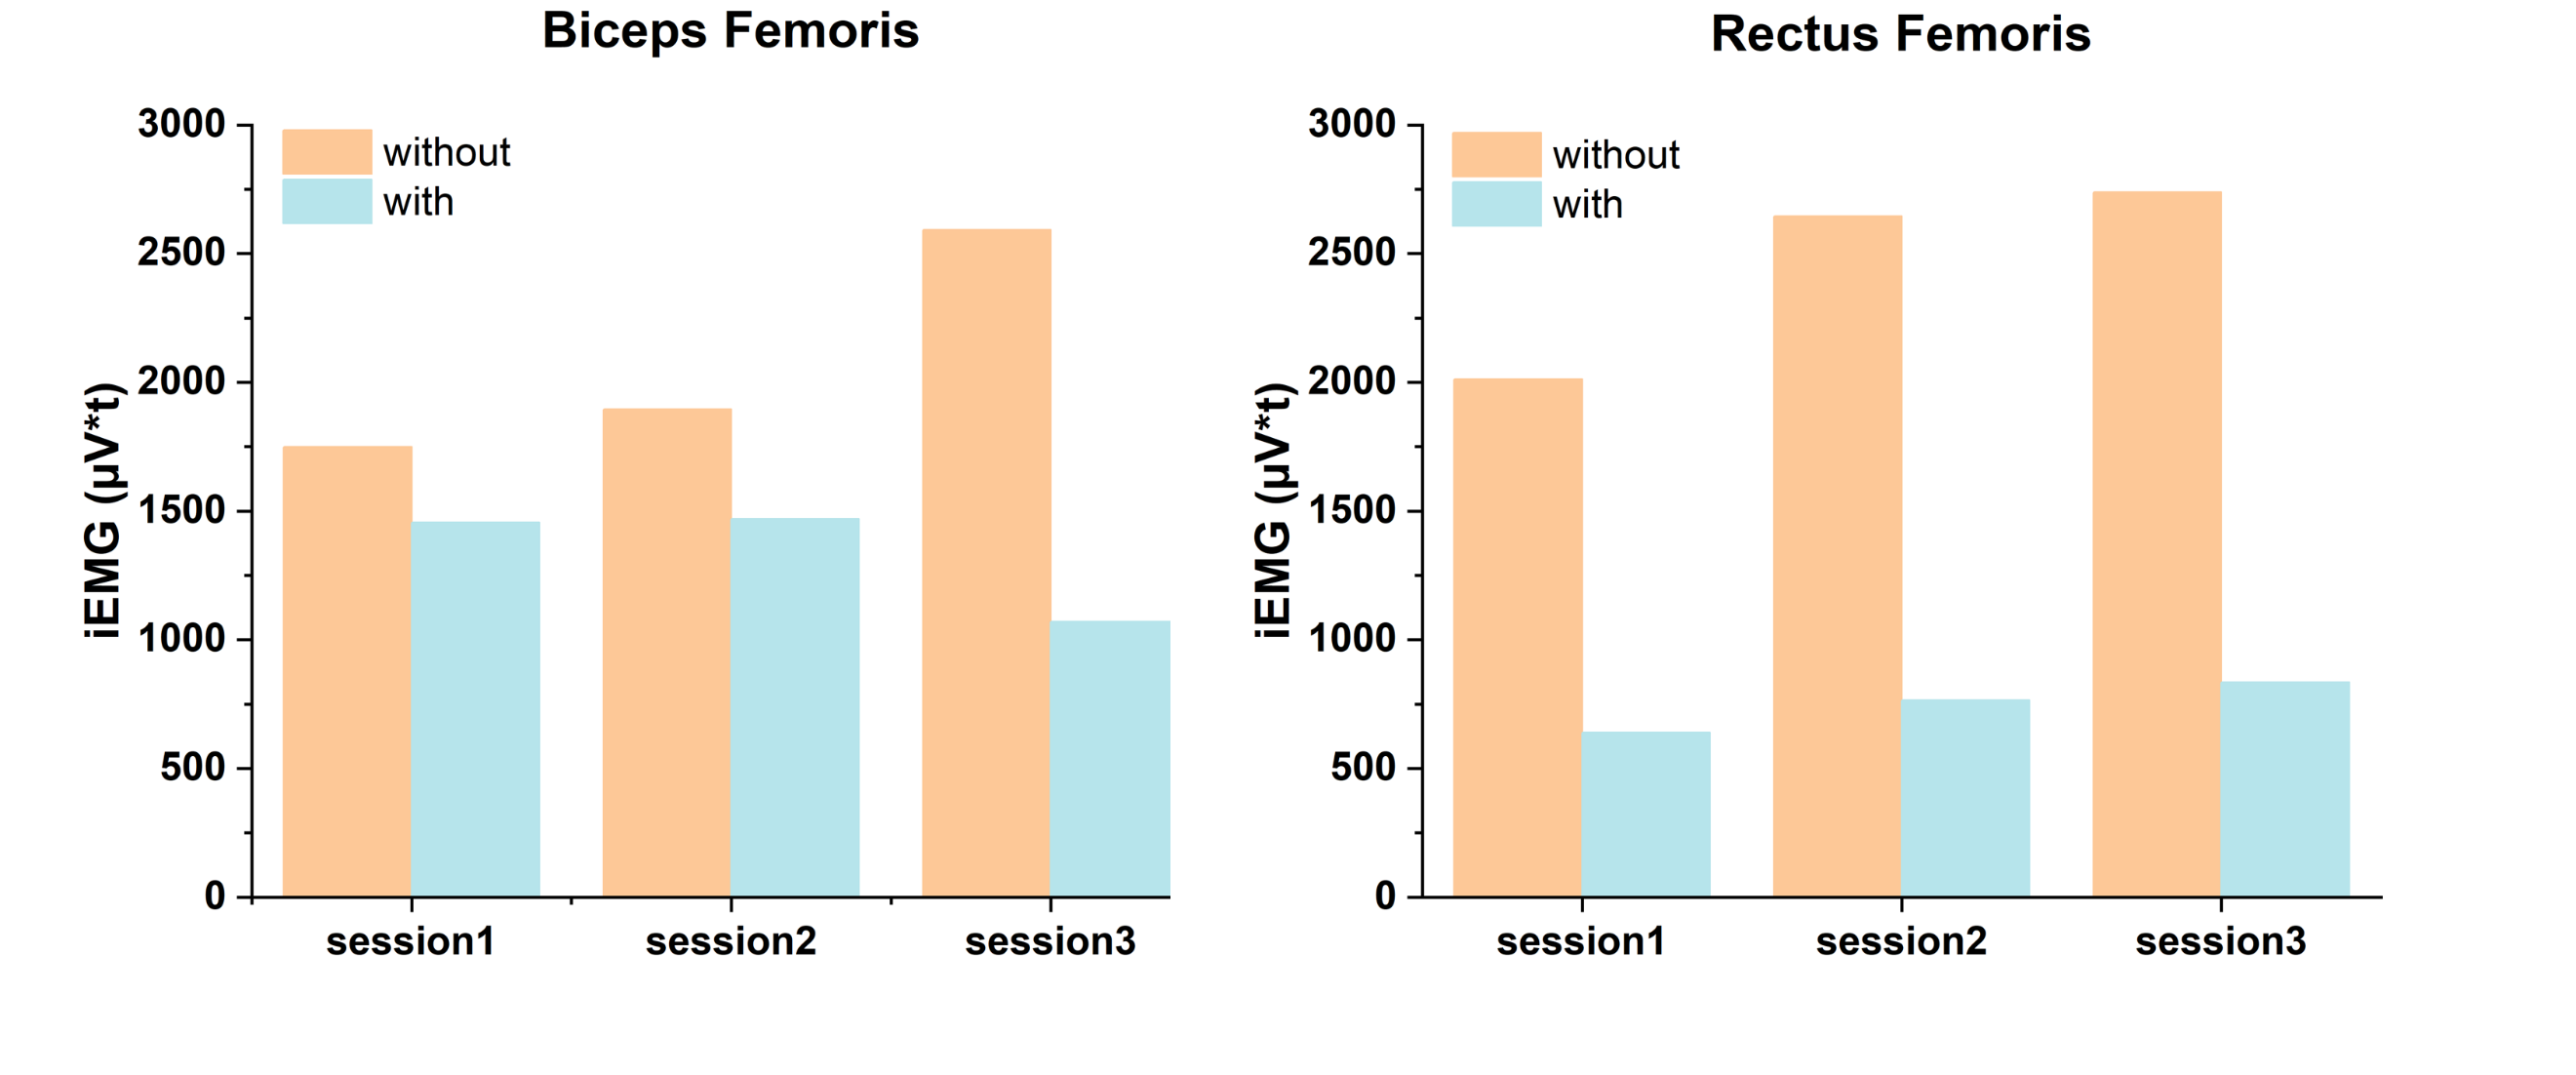 Biceps Femoris
3000
2500
2000
1500
1000
500
0
iEMG (μV*t)
without
with
session1 session2 session3
Rectus Femoris
3000
2500
2000
1500
1000
500
0
iEMG (μV*t)
without
with
session1 session2 session3